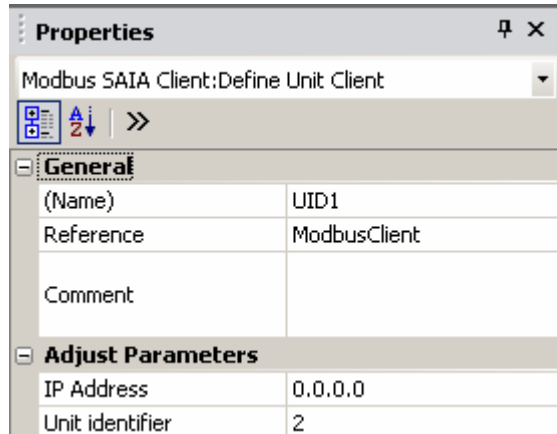 Properties
Modbus SAIA Client:Define Unit Client
General
(Name) UID1
Reference ModbusClient
Comment
Adjust Parameters
IP Address 0.0.0.0
Unit identifier 2